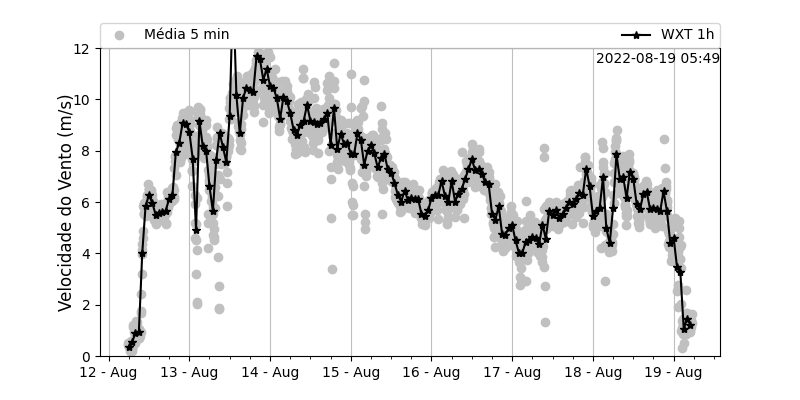 Média 5 min
WXT 1h
2022-08-19 05:49
Velocidade do Vento (m/s)
12
10
8
6
4
2
0
12 - Aug
13 - Aug
14 - Aug
15 - Aug
16 - Aug
17 - Aug
18 - Aug
19 - Aug